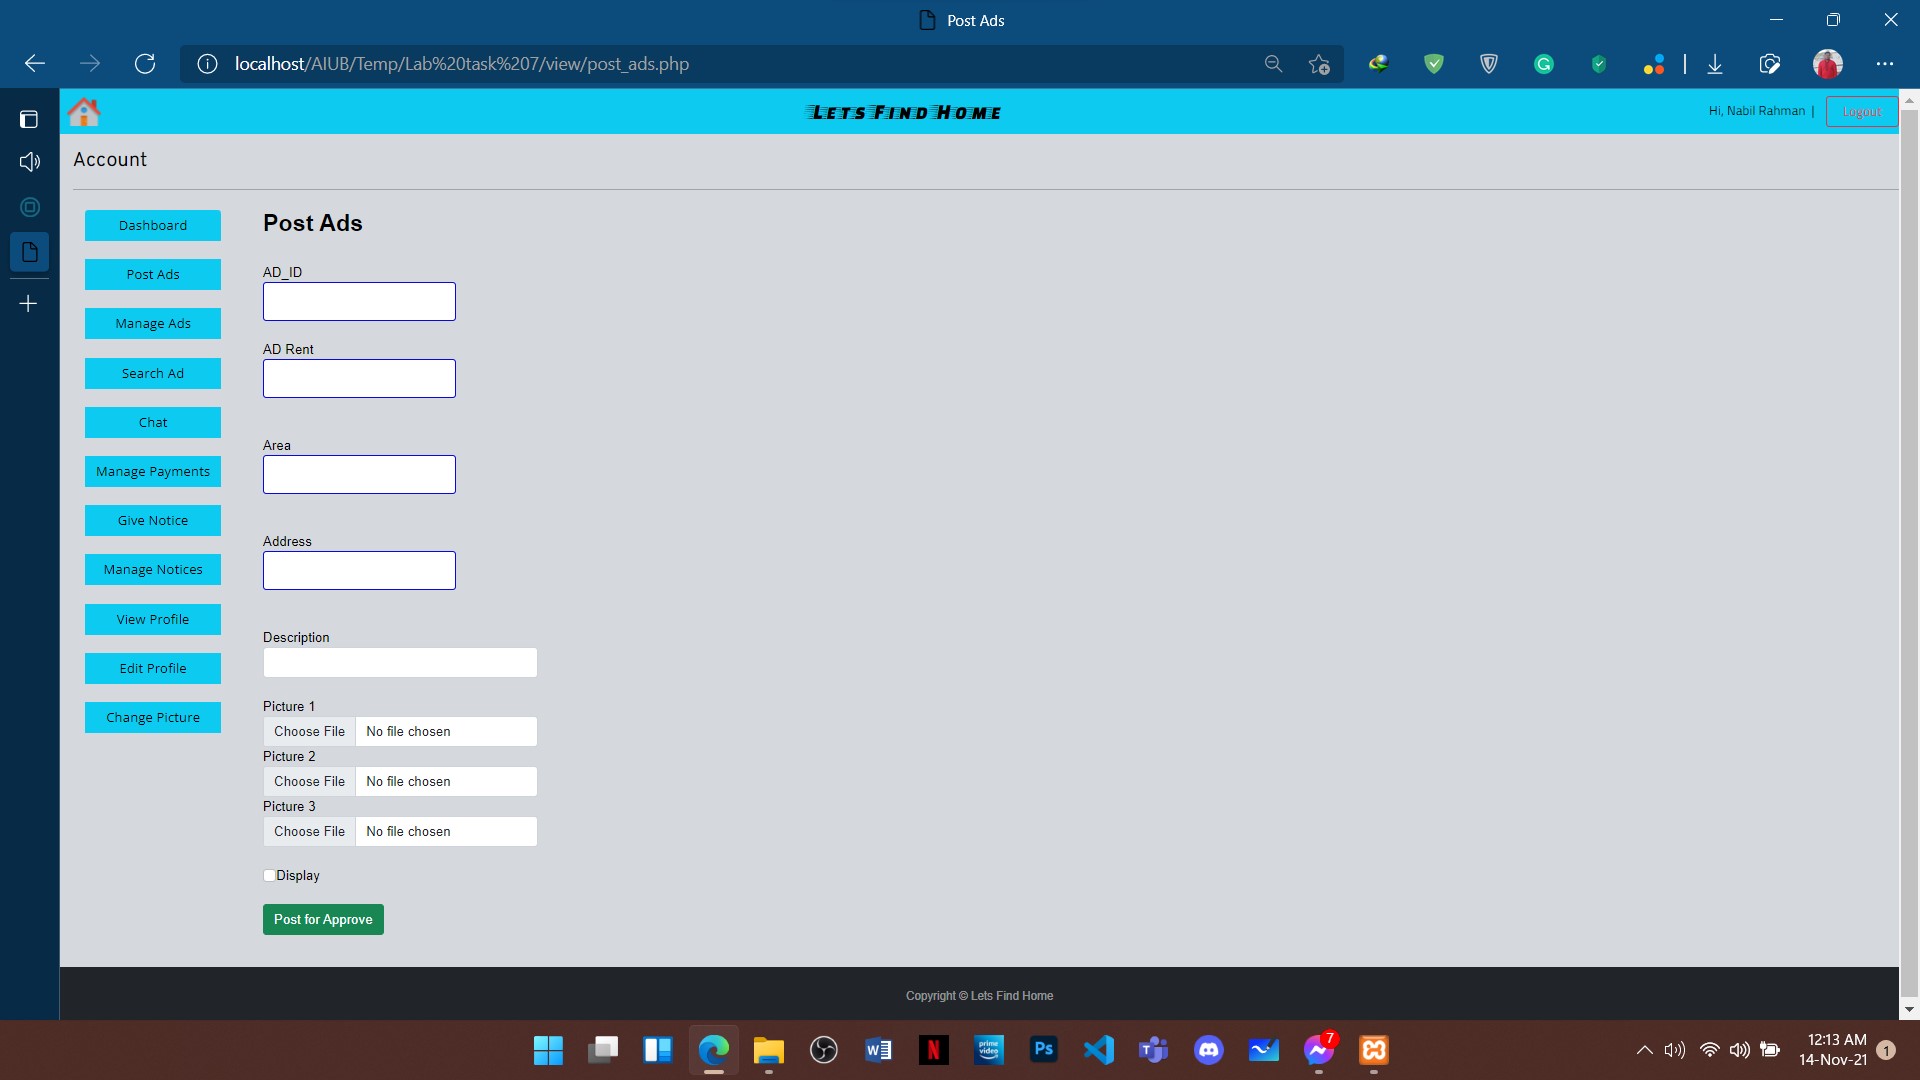 Post Ads
localhost/AIUB/Temp/Lab%20task%207/view/post_ads.php
Lets Find Home
Hi, Nabil Rahman |
Logout
Account
Dashboard
Post Ads
Manage Ads
Search Ad
Chat
Manage Payments
Give Notice
Manage Notices
View Profile
Edit Profile
Change Picture
Post Ads
AD_ID
AD Rent
Area
Address
Description
Picture 1
Choose File No file chosen
Picture 2
Choose File No file chosen
Picture 3
Choose File No file chosen
Display
Post for Approve
Copyright © Lets Find Home
W
N
prime video
Ps
T
7
12:13 AM
14-Nov-21
1